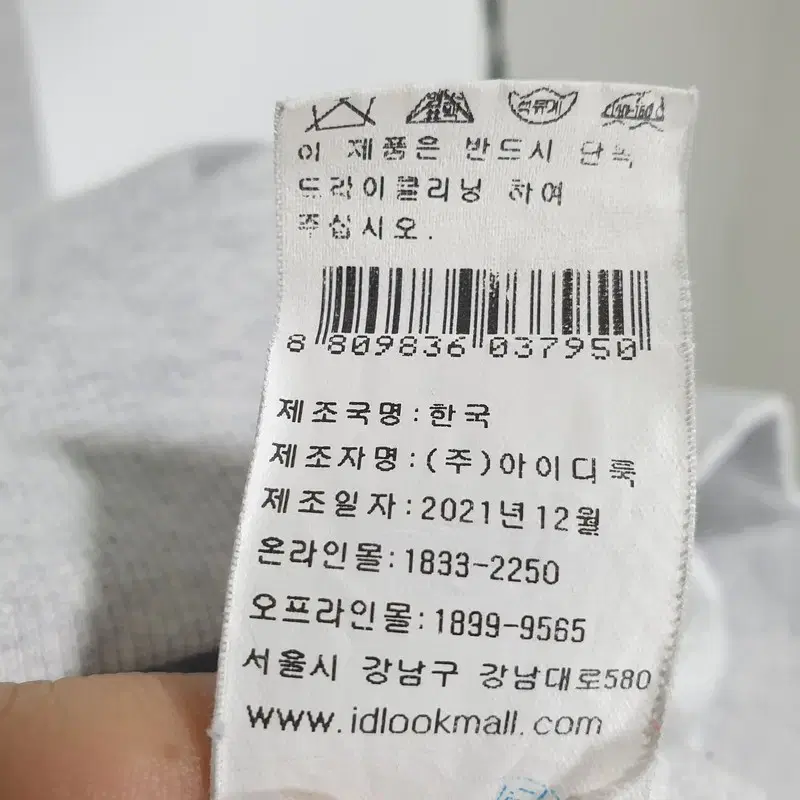 석유계
이 제품은 반드시 단독
드라이클리닝 하여
주십시오.
8 809836 037950
제조국명:한국
제조자명:(주)아이디룩
제조일자:2021년12월
온라인몰:1833-2250
오프라인몰:1899-9565
서울시 강남구 강남대로580
www.idlookmall.com